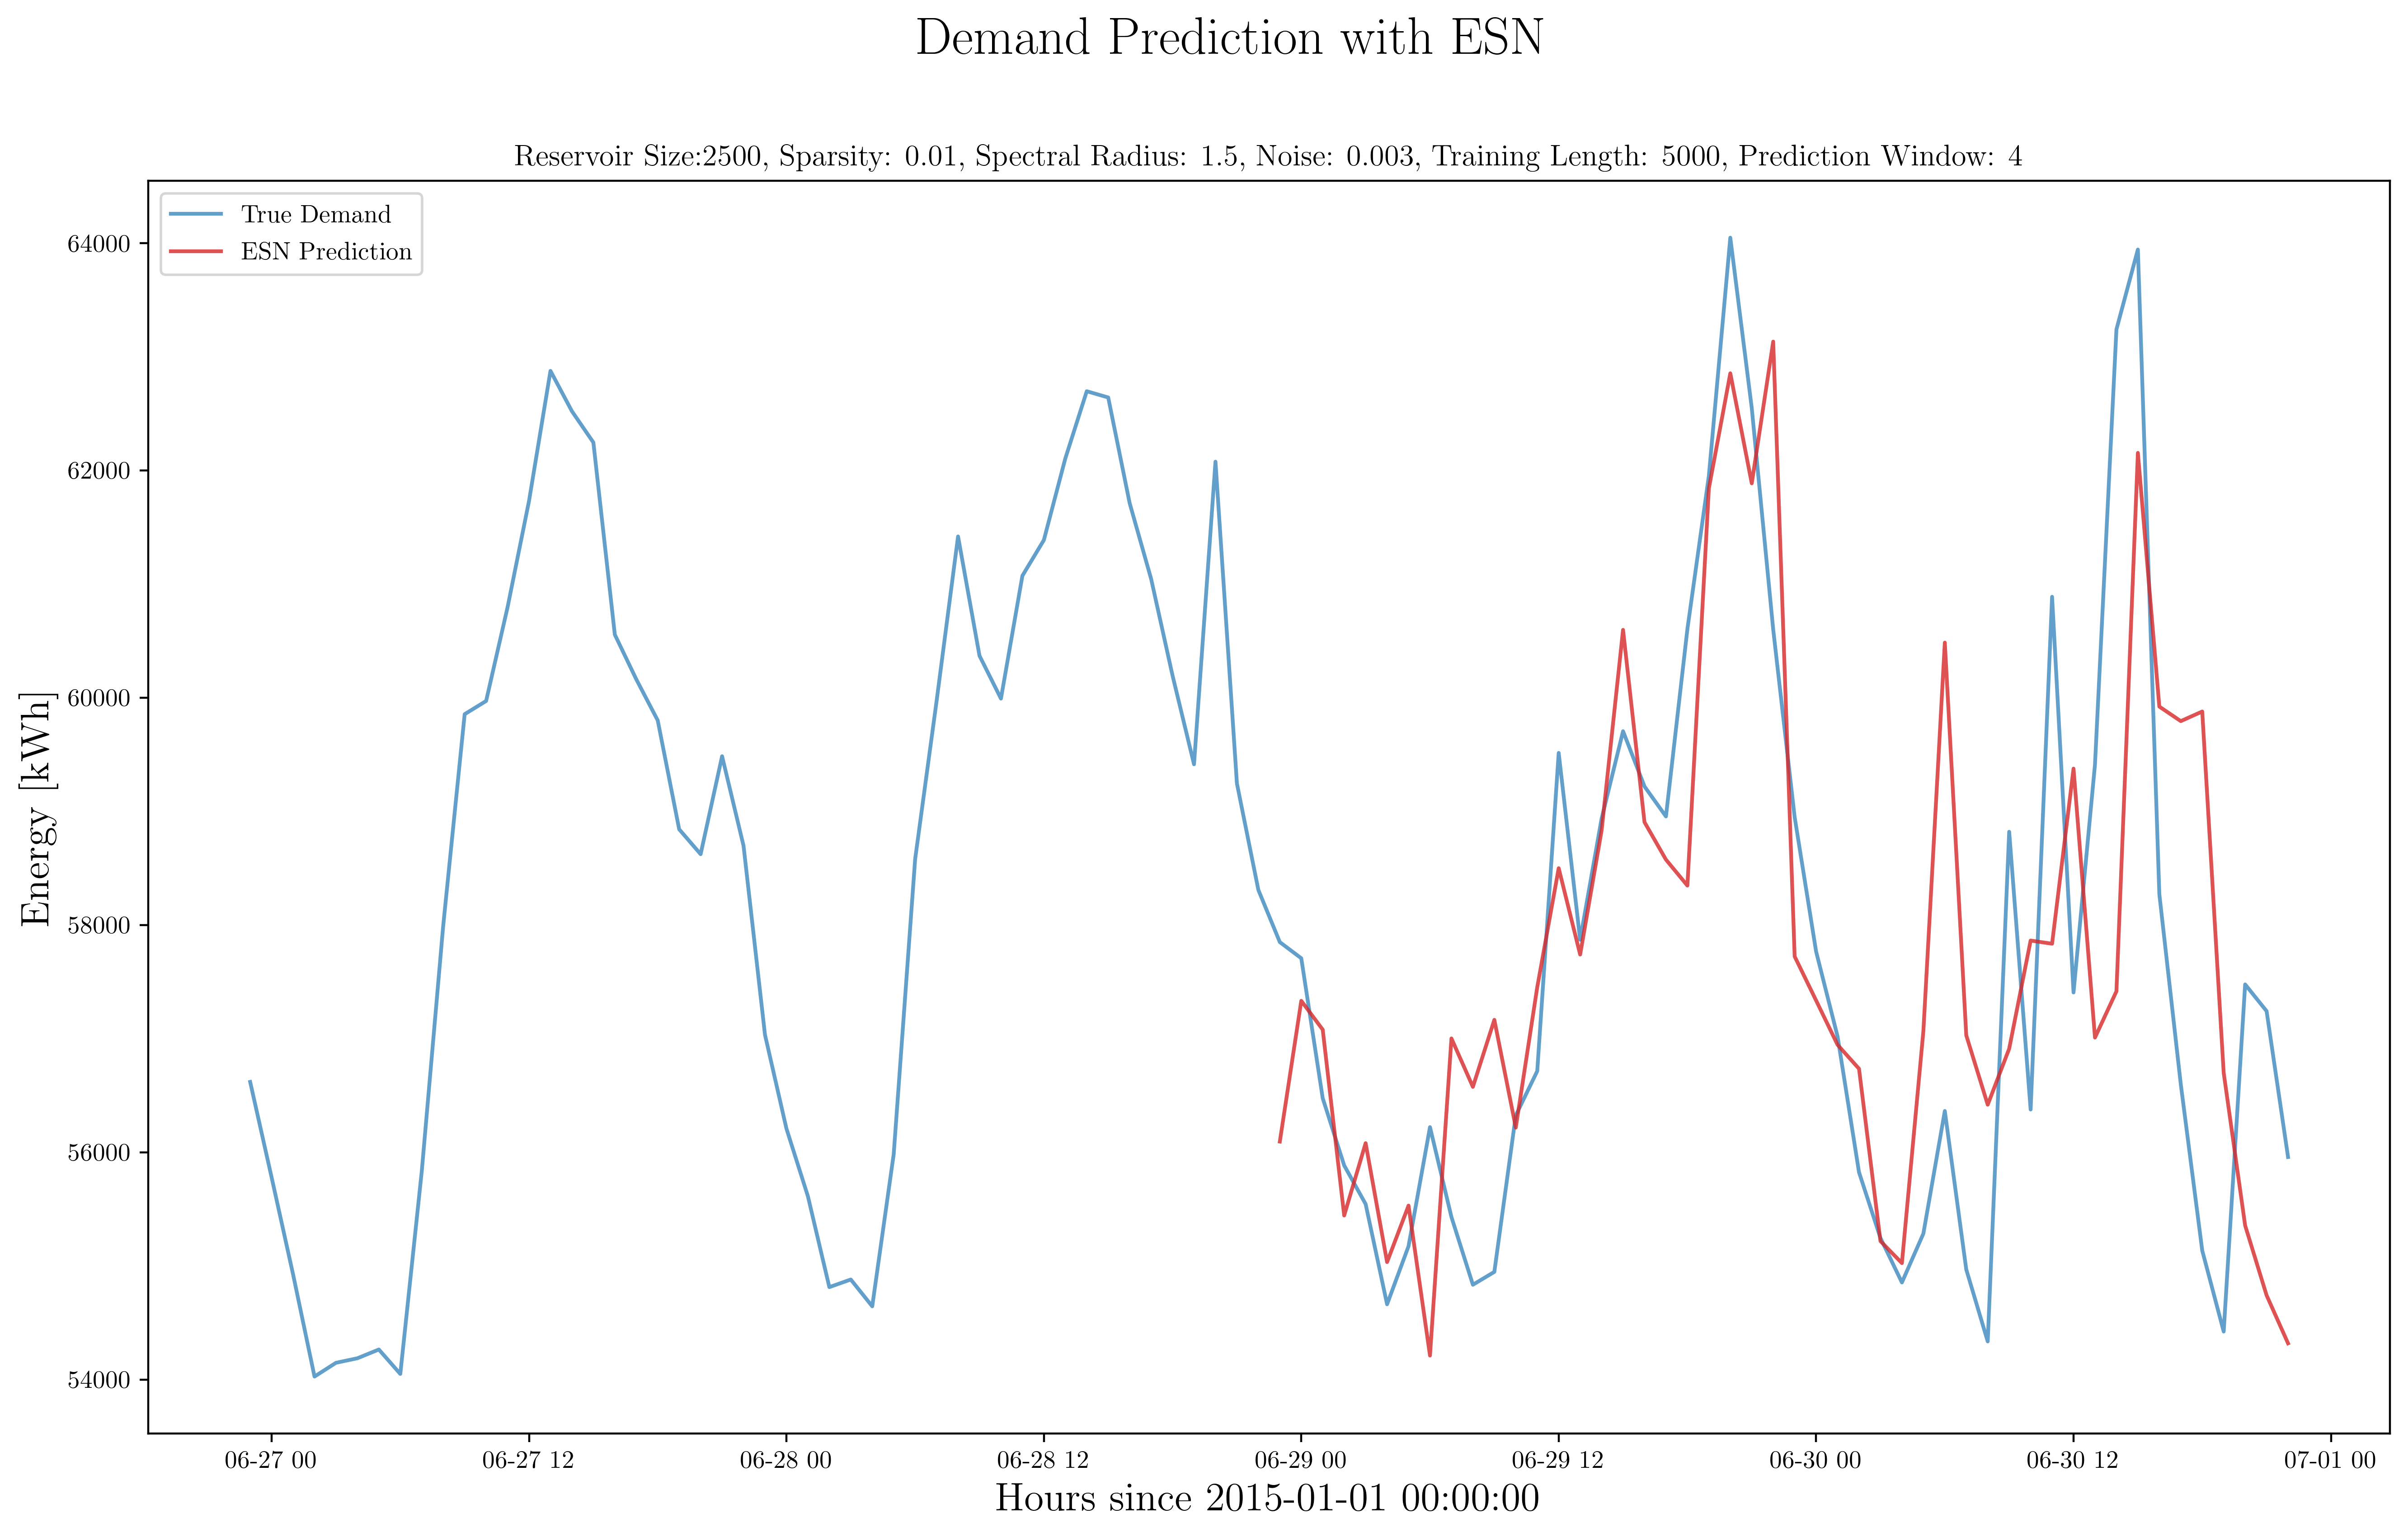 Demand Prediction with ESN
Reservoir Size:2500, Sparsity: 0.01, Spectral Radius: 1.5, Noise: 0.003, Training Length: 5000, Prediction Window: 4
True Demand
ESN Prediction
64000
62000
60000
58000
56000
54000
Energy [kWh]
06-27 00 06-27 12 06-28 00 06-28 12 06-29 00 06-29 12 06-30 00 06-30 12 07-01 00
Hours since 2015-01-01 00:00:00